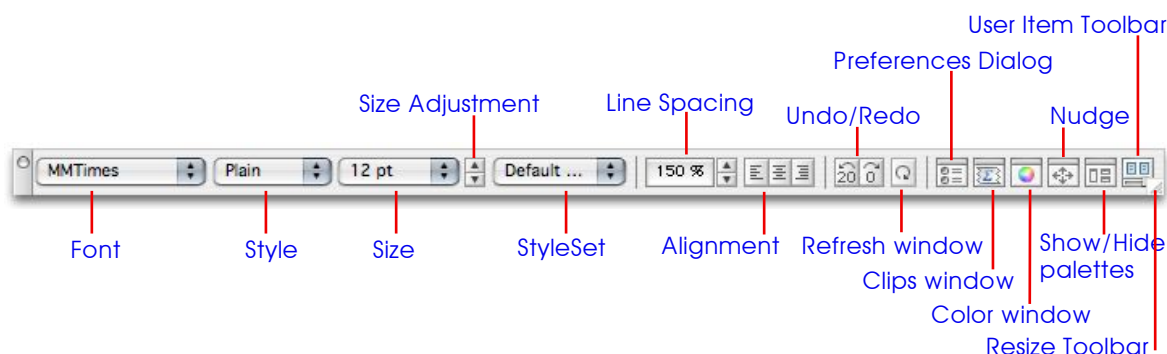 User Item Toolbar
Preferences Dialog
Size Adjustment
Line Spacing
Undo/Redo
Nudge
MMTimes
Plain
12 pt
Default ...
150 %
20
0
Σ
Font
Style
Size
StyleSet
Alignment
Refresh window
Show/Hide
palettes
Clips window
Color window
Resize Toolbar